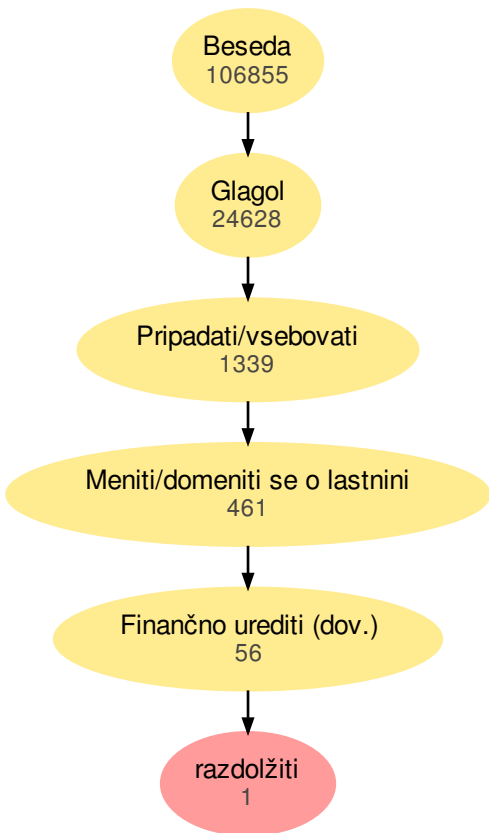 Beseda
106855
Glagol
24628
Pripadati/vsebovati
1339
Meniti/domeniti se o lastnini
461
Finančno urediti (dov.)
56
razdolžiti
1